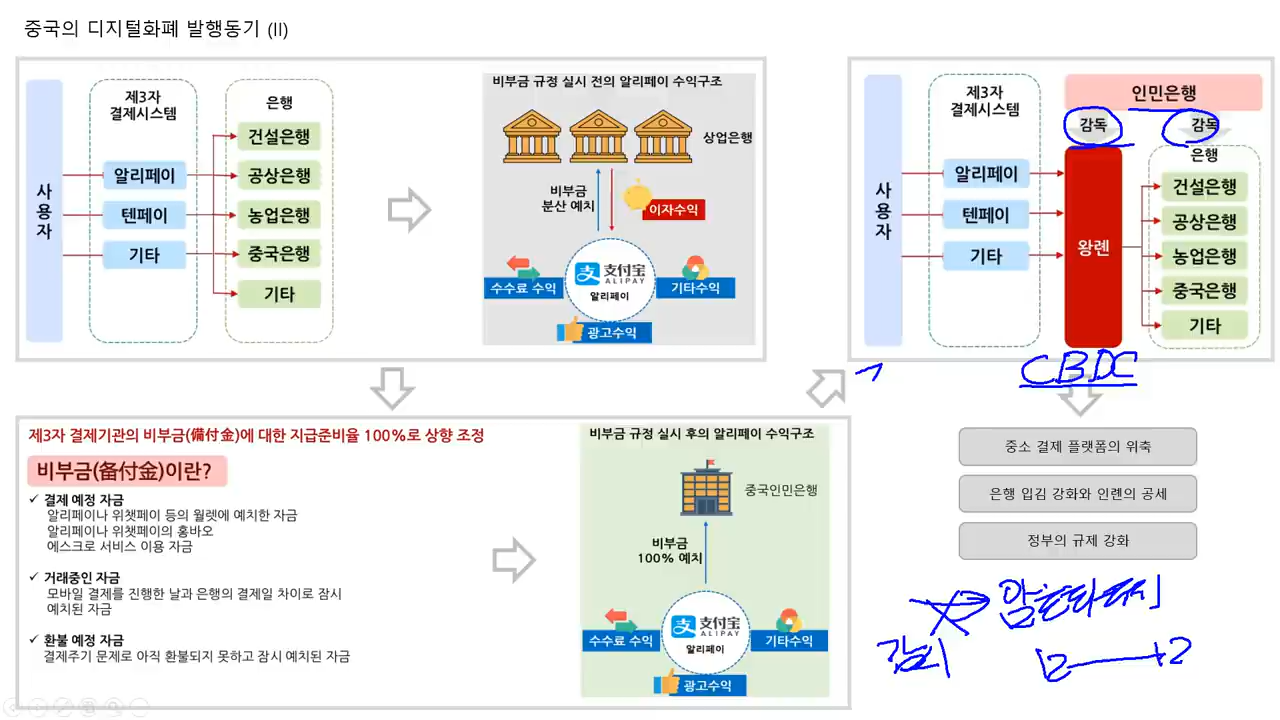 중국의 디지털화폐 발행동기 (II)
사용자
제3자
결제시스템
알리페이
텐페이
기타
은행
건설은행
공상은행
농업은행
중국은행
기타
비부금 규정 실시 전의 알리페이 수익구조
상업은행
비부금
분산 예치
이자수익
支付宝
ALIPAY
알리페이
수수료 수익
기타수익
광고수익
사용자
제3자
결제시스템
알리페이
텐페이
기타
인민은행
감독
감독
왕롄
은행
건설은행
공상은행
농업은행
중국은행
기타
CBDC
제3자 결제기관의 비부금(備付金)에 대한 지급준비율 100%로 상향 조정
비부금(备付金)이란?
✓ 결제 예정 자금
알리페이나 위챗페이 등의 월렛에 예치한 자금
알리페이나 위챗페이의 홍바오
에스크로 서비스 이용 자금
✓ 거래중인 자금
모바일 결제를 진행한 날과 은행의 결제일 차이로 잠시
예치된 자금
✓ 환불 예정 자금
결제주기 문제로 아직 환불되지 못하고 잠시 예치된 자금
비부금 규정 실시 후의 알리페이 수익구조
중국인민은행
비부금
100% 예치
支付宝
ALIPAY
알리페이
수수료 수익
기타수익
광고수익
중소 결제 플랫폼의 위축
은행 입김 강화와 인롄의 공세
정부의 규제 강화
감시